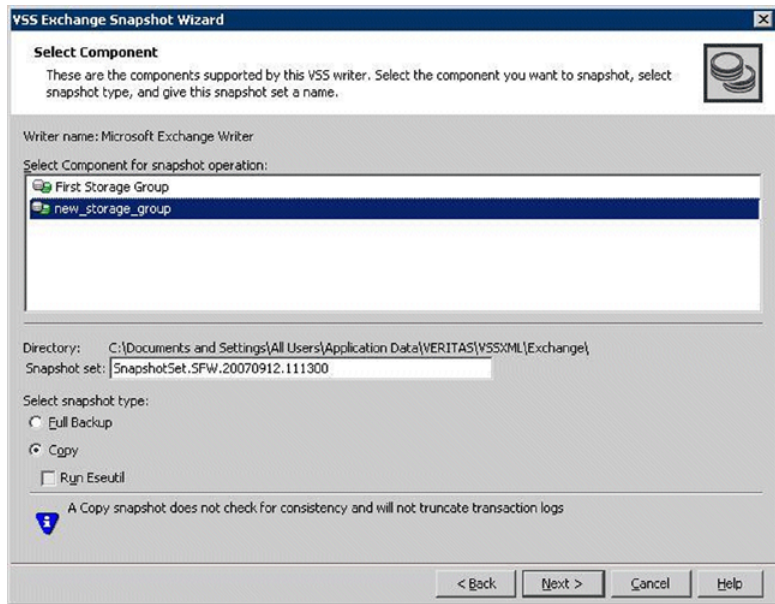 VSS Exchange Snapshot Wizard
Select Component
These are the components supported by this VSS writer. Select the component you want to snapshot, select
snapshot type, and give this snapshot set a name.
Writer name: Microsoft Exchange Writer
Select Component for snapshot operation:
First Storage Group
new_storage_group
Directory: C:\Documents and Settings\All Users\Application Data\VERITAS\VSSXML\Exchange\
Snapshot set: SnapshotSet.SFW.20070912.111300
Select snapshot type:
Full Backup
Copy
Run Eseutil
A Copy snapshot does not check for consistency and will not truncate transaction logs
< Back Next > Cancel Help